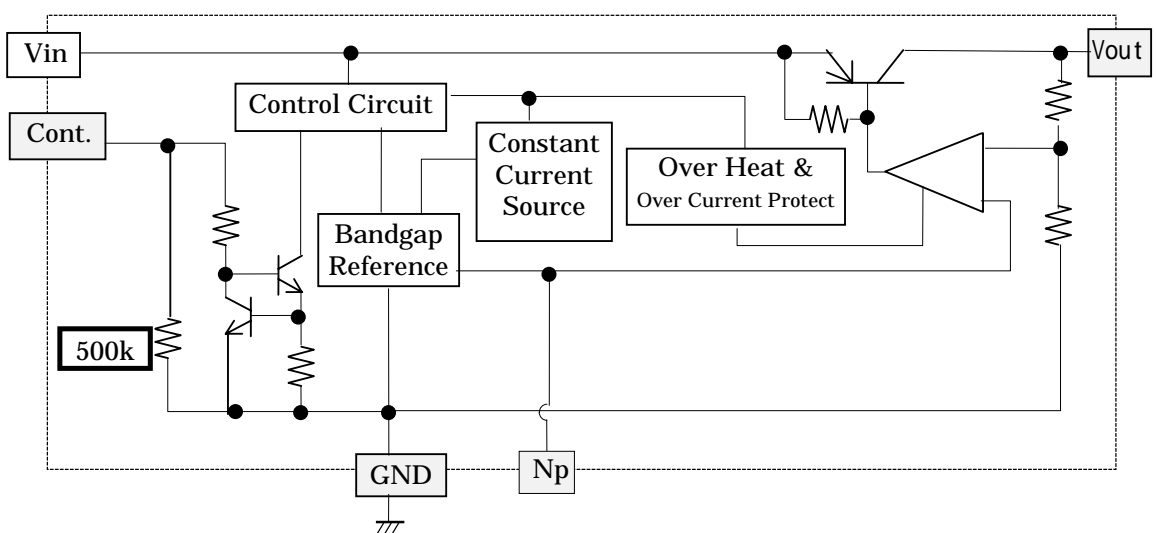 Vin
Vout
Control Circuit
Cont.
Constant
Current
Source
Over Heat &
Over Current Protect
Bandgap
Reference
500k
GND
Np